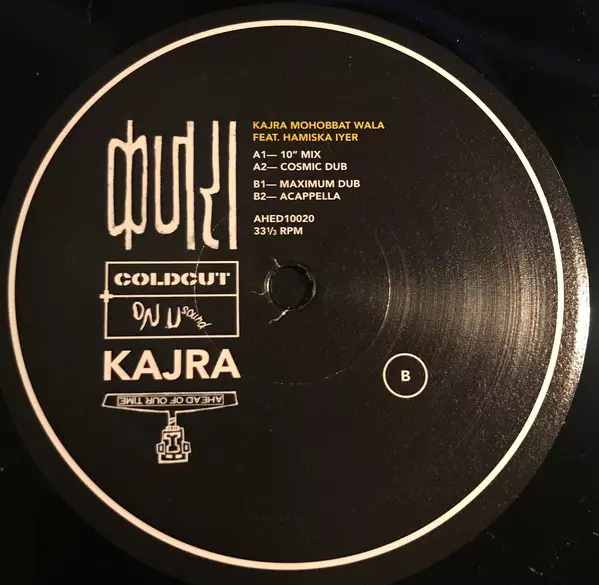 कजरा
KAJRA MOHOBBAT WALA
FEAT. HAMISKA IYER
A1— 10” MIX
A2— COSMIC DUB
B1— MAXIMUM DUB
B2— ACAPPELLA
AHED10020
33⅓ RPM
COLDCUT
+
ON.U sound
KAJRA
AHEAD OF OUR TIME
B